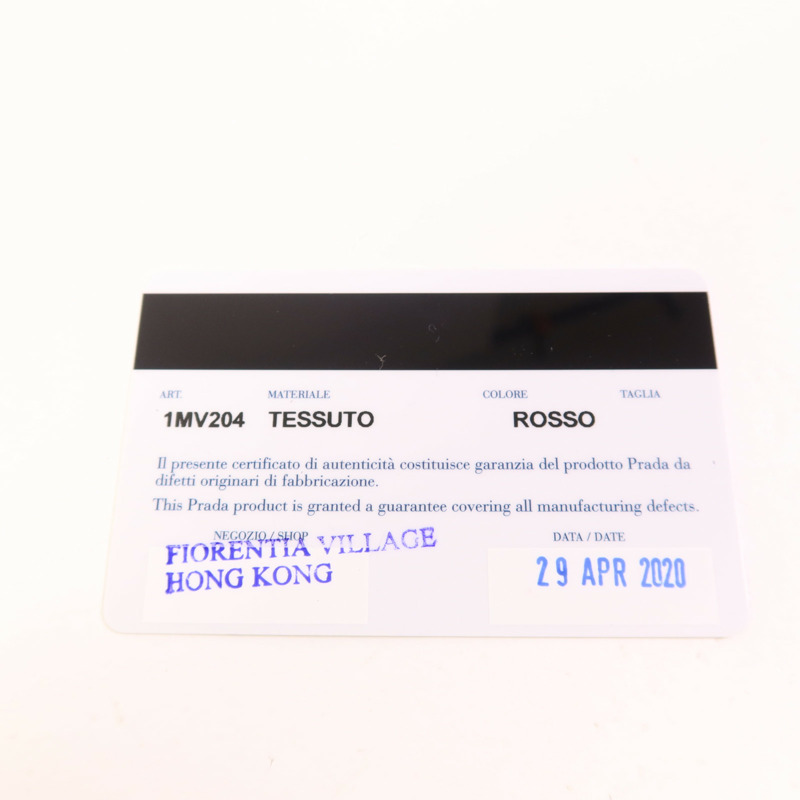 ART. MATERIALE COLORE TAGLIA
1MV204 TESSUTO ROSSO
Il presente certificato di autenticità costituisce garanzia del prodotto Prada da
difetti originari di fabbricazione.
This Prada product is granted a guarantee covering all manufacturing defects.
NEGOZIO / SHOP DATA / DATE
FIORENTIA VILLAGE
HONG KONG
29 APR 2020